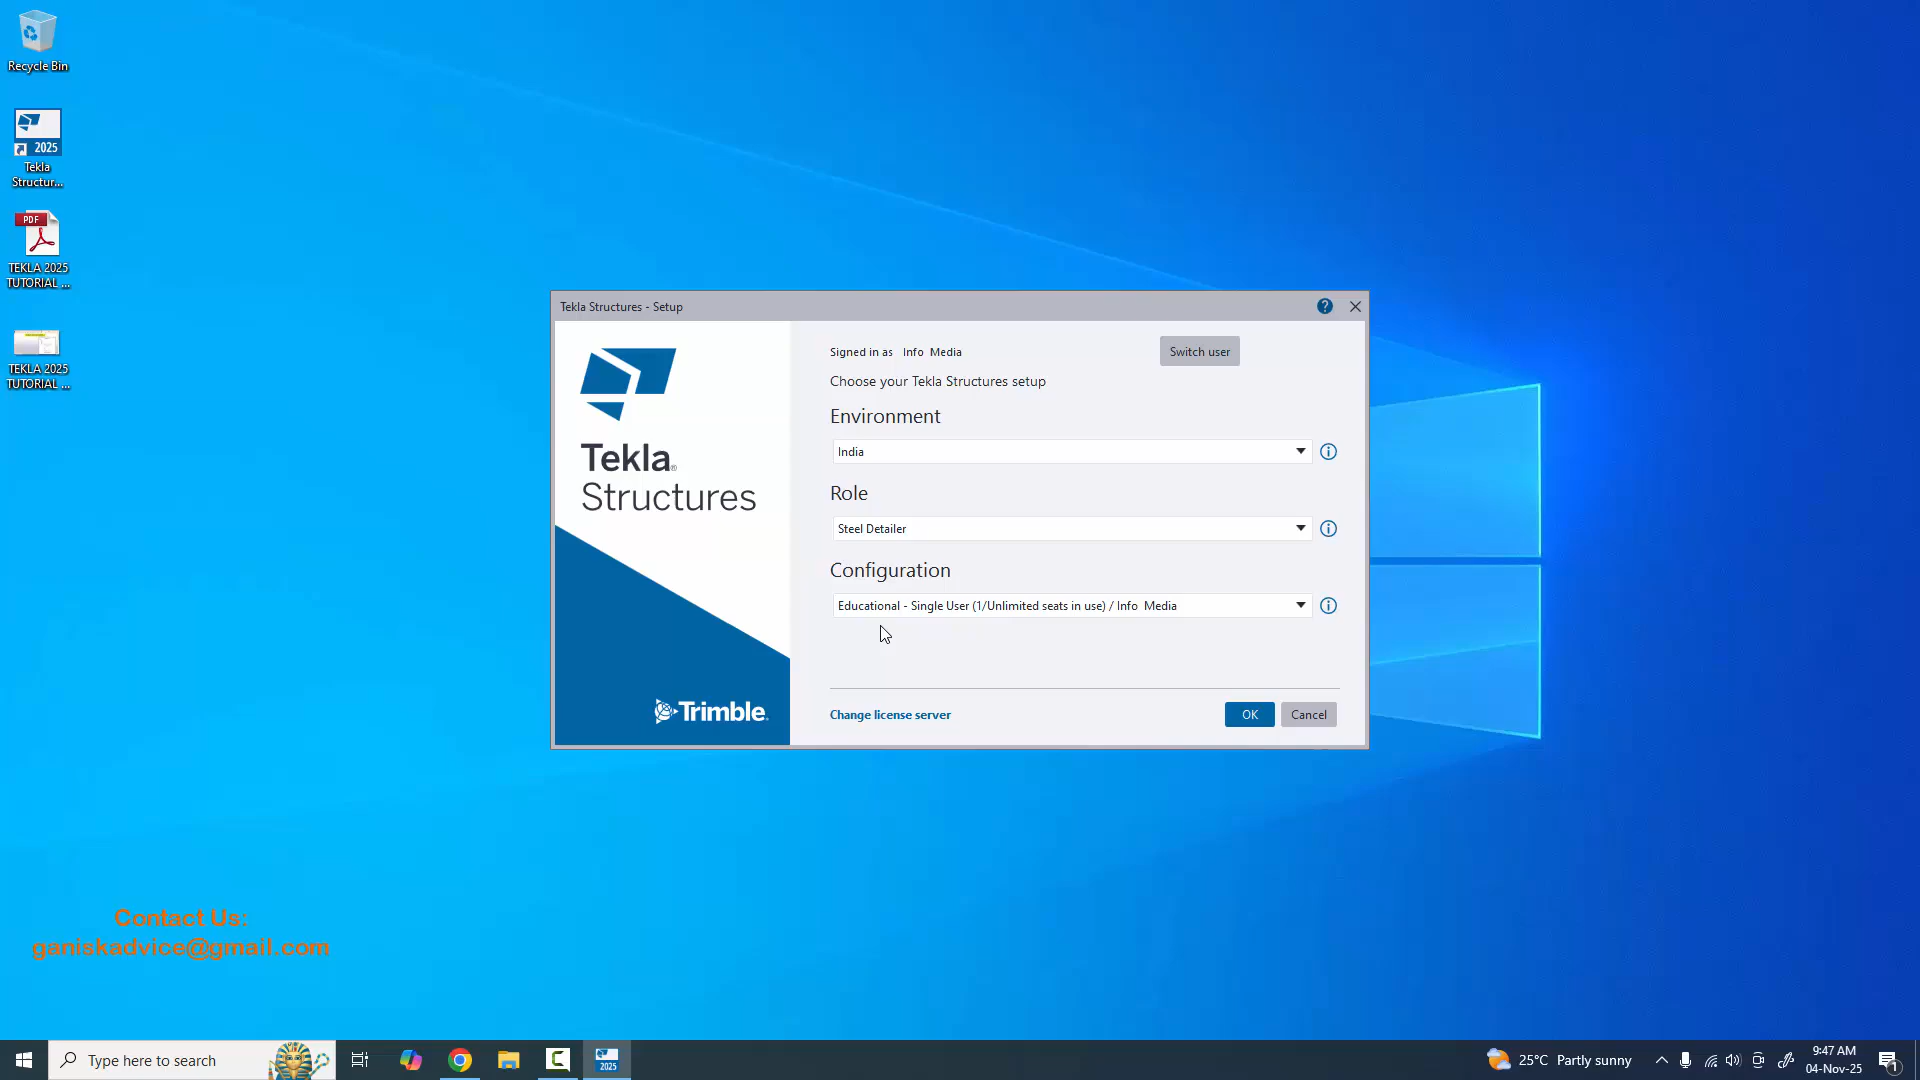 Recycle Bin
2025
Tekla
Structur...
PDF
TEKLA 2025
TUTORIAL ...
TEKLA 2025
TUTORIAL ...
Tekla Structures - Setup
?
Tekla®
Structures
Trimble
Signed in as Info Media
Switch user
Choose your Tekla Structures setup
Environment
India
Role
Steel Detailer
Configuration
Educational - Single User (1/Unlimited seats in use) / Info Media
Change license server
OK
Cancel
Contact Us:
ganiskadvice@gmail.com
Type here to search
2025
25°C Partly sunny
9:47 AM
04-Nov-25
1